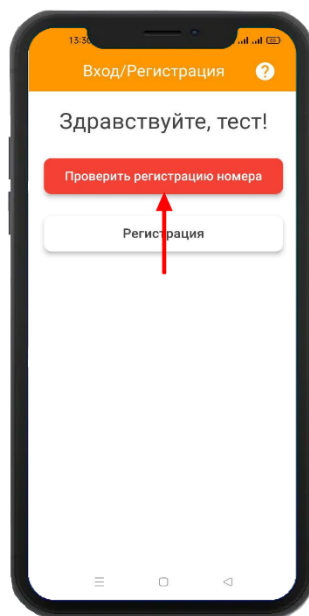 Вход/Регистрация ?
Здравствуйте, тест!
Проверить регистрацию номера
Регистрация